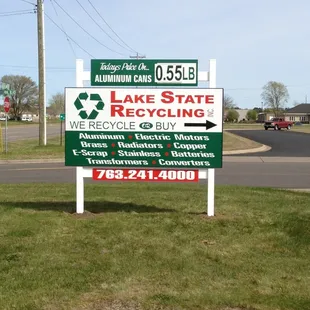 Todays Price On...
ALUMINUM CANS 0.55LB
LAKE STATE
RECYCLING
WE RECYCLE BUY
Aluminum Electric Motors
Brass Radiators Copper
E-Scrap Stainless Batteries
Transformers Converters
763.241.4000